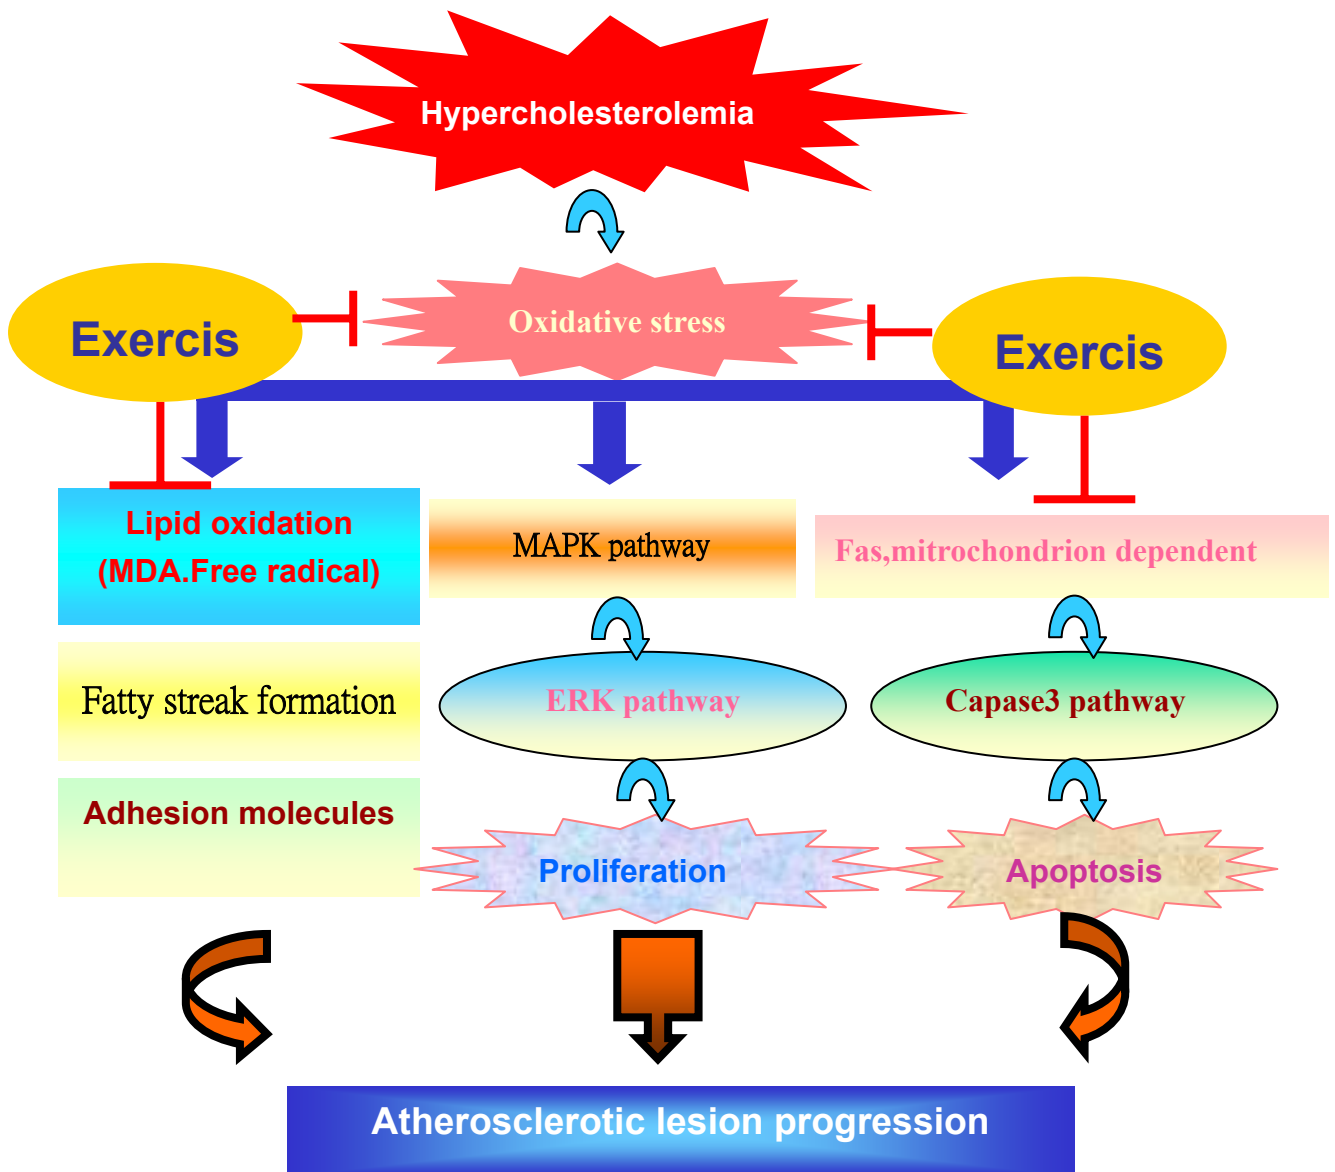 Hypercholesterolemia
Oxidative stress
Exercis
Exercis
Lipid oxidation
(MDA.Free radical)
MAPK pathway
Fas,mitrochondrion dependent
Fatty streak formation
ERK pathway
Capase3 pathway
Adhesion molecules
Proliferation
Apoptosis
Atherosclerotic lesion progression